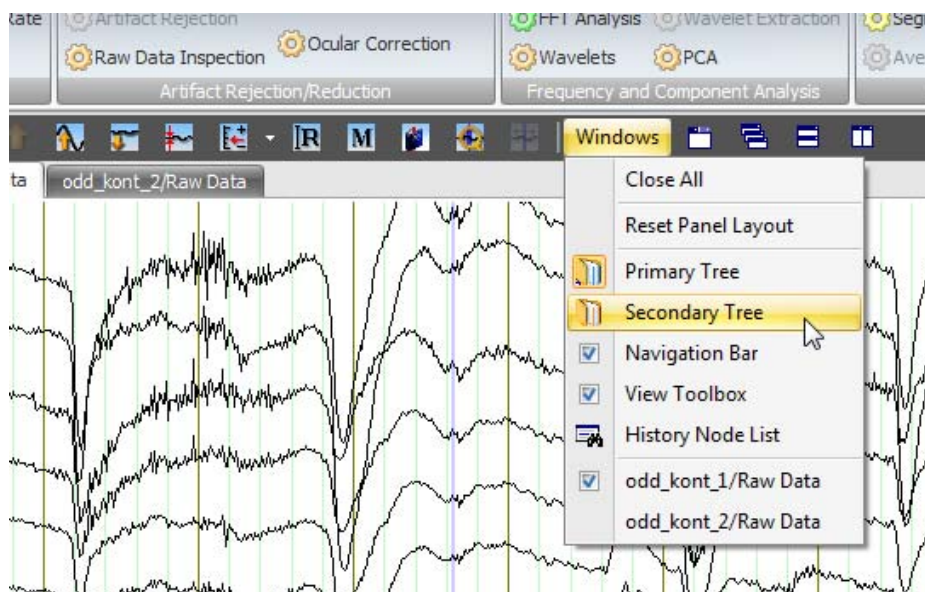 Rate
Artifact Rejection
Raw Data Inspection
Ocular Correction
Artifact Rejection/Reduction
FFT Analysis
Wavelet Extraction
Wavelets
PCA
Frequency and Component Analysis
R
M
Windows
odd_kont_2/Raw Data
Close All
Reset Panel Layout
Primary Tree
Secondary Tree
Navigation Bar
View Toolbox
History Node List
odd_kont_1/Raw Data
odd_kont_2/Raw Data